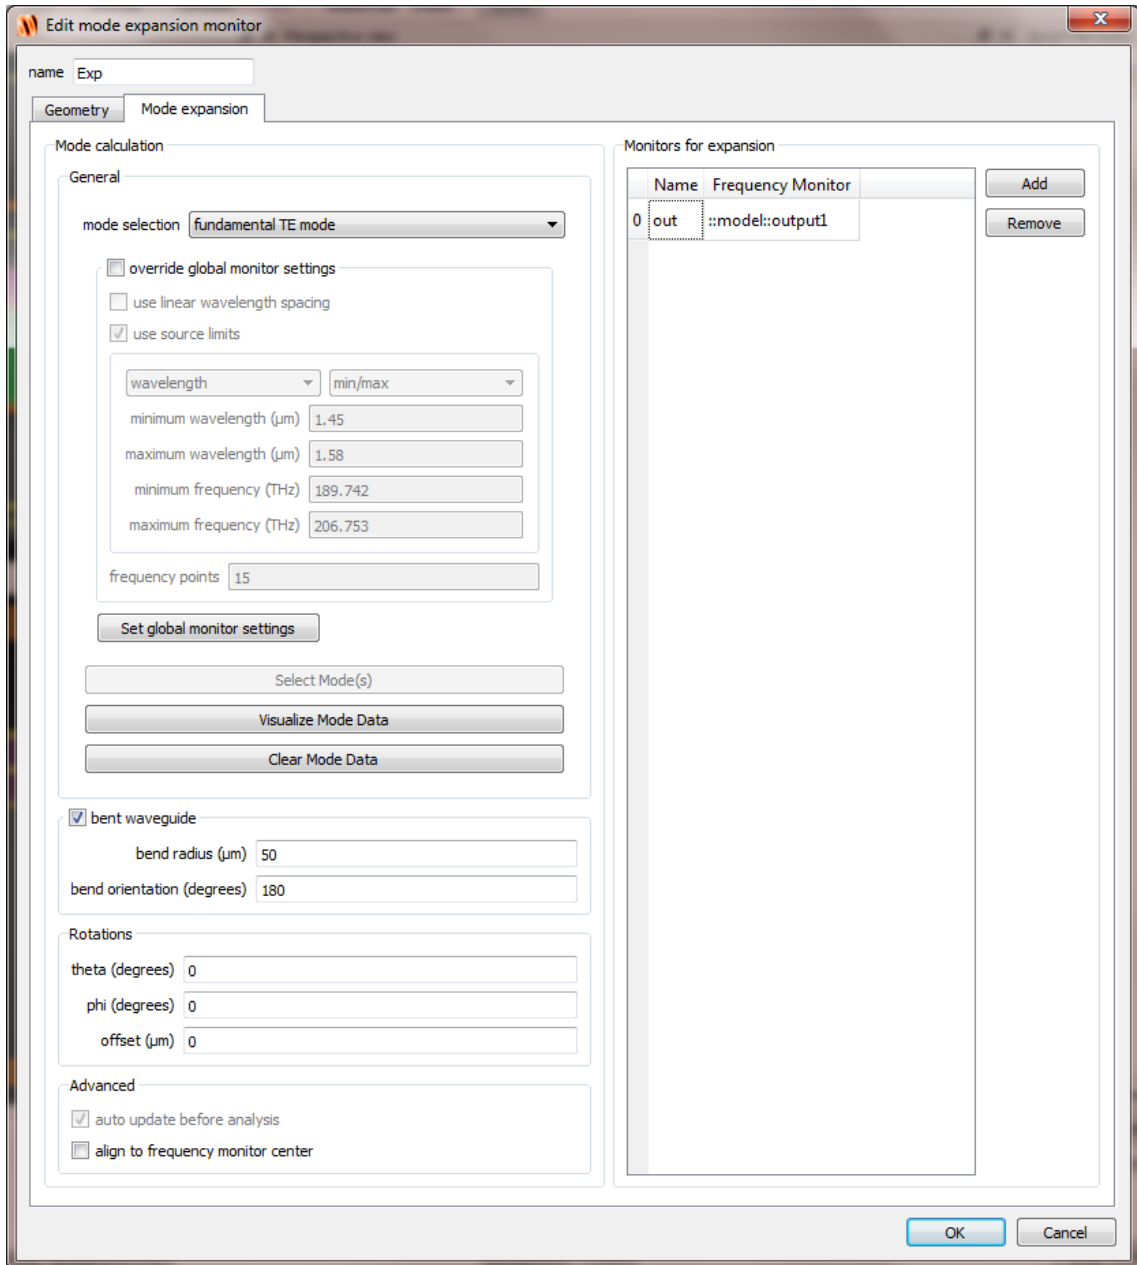 Edit mode expansion monitor
name Exp
Geometry Mode expansion
Mode calculation
General
mode selection fundamental TE mode
override global monitor settings
use linear wavelength spacing
use source limits
wavelength min/max
minimum wavelength (µm) 1.45
maximum wavelength (µm) 1.58
minimum frequency (THz) 189.742
maximum frequency (THz) 206.753
frequency points 15
Set global monitor settings
Select Mode(s)
Visualize Mode Data
Clear Mode Data
bent waveguide
bend radius (µm) 50
bend orientation (degrees) 180
Rotations
theta (degrees) 0
phi (degrees) 0
offset (µm) 0
Advanced
auto update before analysis
align to frequency monitor center
Monitors for expansion
Name Frequency Monitor
0 out ::model::output1
Add
Remove
OK Cancel